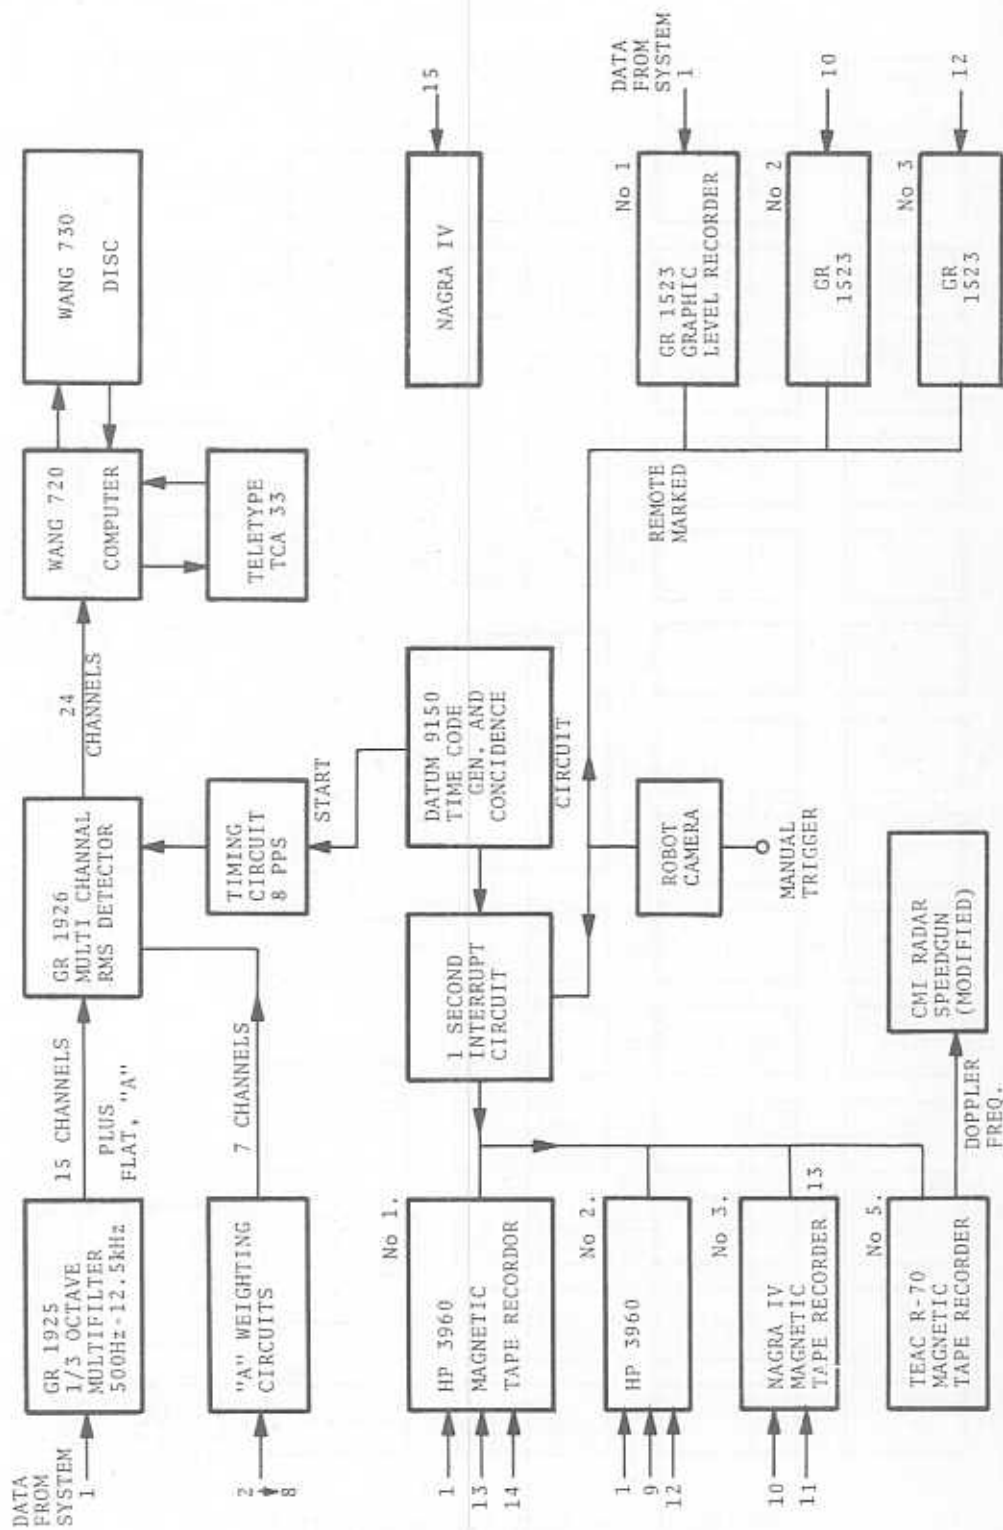 DATA
FROM
SYSTEM
1
GR 1925
1/3 OCTAVE
MULTIFILTER
500Hz-12.5kHz
15 CHANNELS
PLUS
FLAT, "A"
GR 1926
MULTI CHANNAL
RMS DETECTOR
24
CHANNELS
WANG 720
COMPUTER
WANG 730
DISC
2
8
"A" WEIGHTING
CIRCUITS
7 CHANNELS
TIMING
CIRCUIT
8 PPS
START
TELETYPE
TCA 33
No 1.
1
13
14
HP 3960
MAGNETIC
TAPE RECORDOR
1 SECOND
INTERRUPT
CIRCUIT
DATUM 9150
TIME CODE
GEN. AND
CONCIDENCE
CIRCUIT
NAGRA IV
15
No 2.
1
9
12
HP 3960
ROBOT
CAMERA
MANUAL
TRIGGER
REMOTE
MARKED
No 1
GR 1523
GRAPHIC
LEVEL RECORDER
DATA
FROM
SYSTEM
1
No 3.
10
11
NAGRA IV
MAGNETIC
TAPE RECORDER
13
No 2
GR
1523
10
No 5.
TEAC R-70
MAGNETIC
TAPE RECORDER
DOPPLER
FREQ.
CMI RADAR
SPEEDGUN
(MODIFIED)
No 3
GR
1523
12